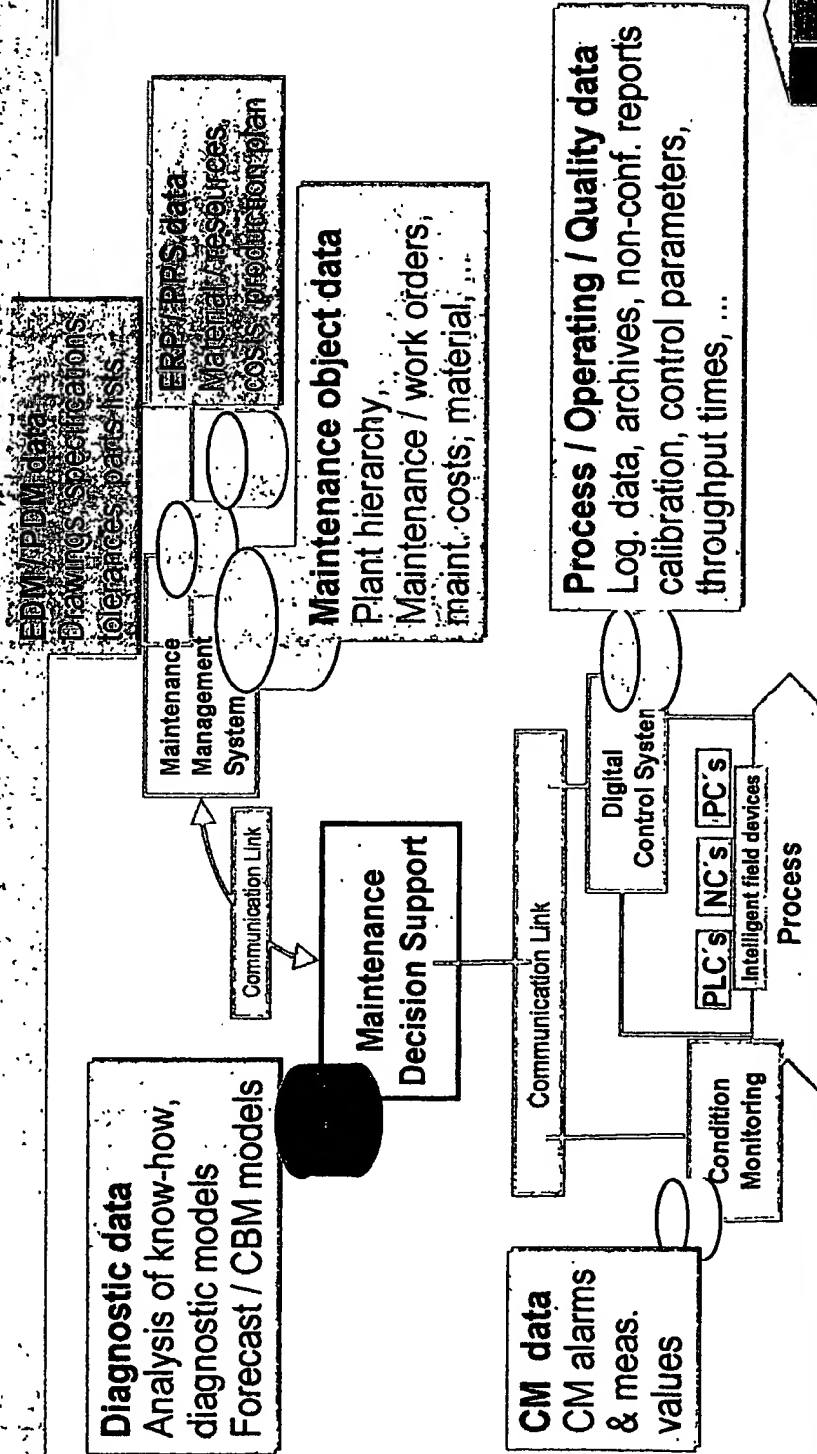 EDM / PDM data
Drawings, specifications,
tolerances, parts lists,
ERP / PPS data
Material / resources,
costs, production plan
Maintenance
Management
System
Maintenance object data
Plant hierarchy,
Maintenance / work orders,
maint. costs, material, ...
Communication Link
Diagnostic data
Analysis of know-how,
diagnostic models
Forecast / CBM models
Maintenance
Decision Support
Communication Link
CM data
CM alarms
& meas.
values
Condition
Monitoring
Digital
Control System
Process / Operating / Quality data
Log. data, archives, non-conf. reports
calibration, control parameters,
throughput times, ...
PLC´s NC´s PC´s
Intelligent field devices
Process